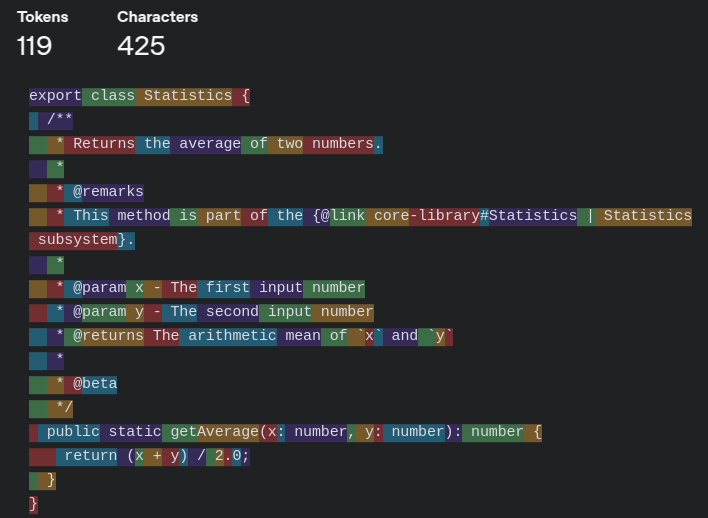 Tokens Characters
119 425
export class Statistics {
  /**
   * Returns the average of two numbers.
   *
   * @remarks
   * This method is part of the {@link core-library#Statistics | Statistics
 subsystem}.
   *
   * @param x - The first input number
   * @param y - The second input number
   * @returns The arithmetic mean of `x` and `y`
   *
   * @beta
   */
  public static getAverage(x: number, y: number): number {
    return (x + y) / 2.0;
  }
}